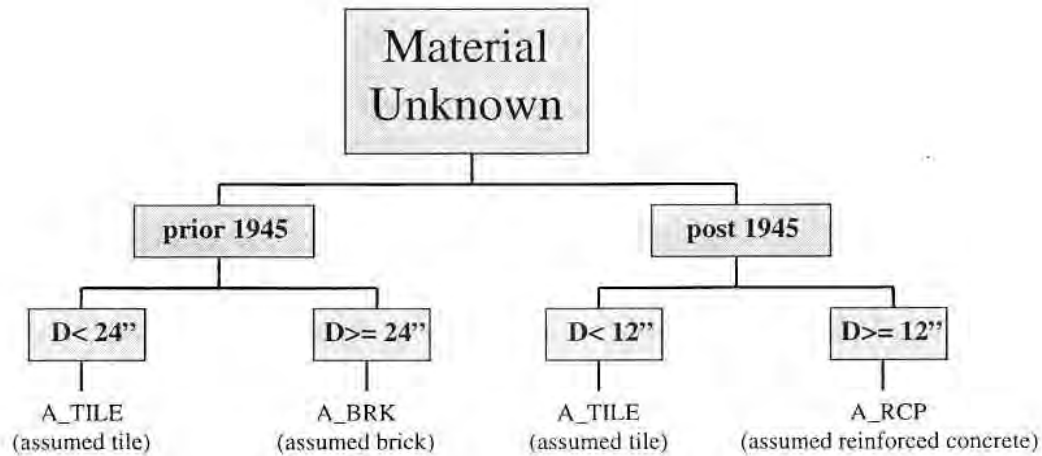 Material
Unknown
prior 1945
post 1945
D< 24”
D>= 24”
D< 12”
D>= 12”
A_TILE
(assumed tile)
A_BRK
(assumed brick)
A_TILE
(assumed tile)
A_RCP
(assumed reinforced concrete)